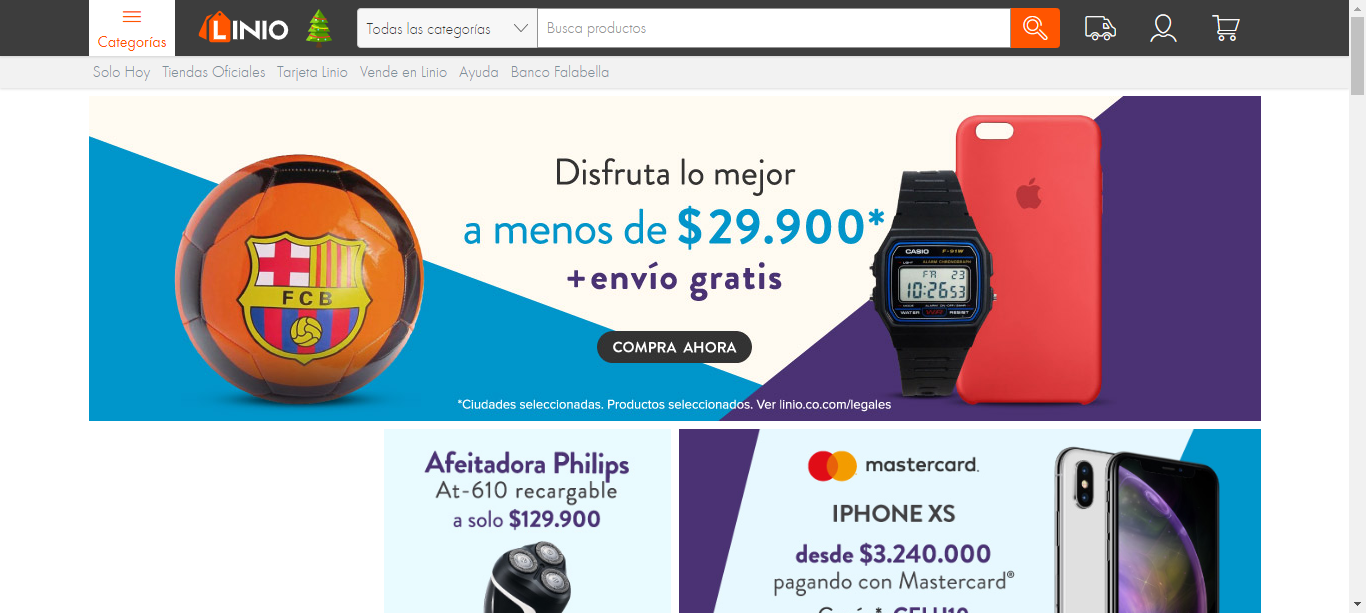 Categorías
LINIO
Todas las categorías
Busca productos
Solo Hoy Tiendas Oficiales Tarjeta Linio Vende en Linio Ayuda Banco Falabella
Disfruta lo mejor
a menos de $29.900*
+envío gratis
COMPRA AHORA
*Ciudades seleccionadas. Productos seleccionados. Ver linio.co.com/legales
FCB
CASIO F-91W
LIGHT ALARM CHRONOGRAPH
FR 23
10:26 53
WATER RESIST
Afeitadora Philips
At-610 recargable
a solo $129.900
mastercard.
IPHONE XS
desde $3.240.000
pagando con Mastercard®